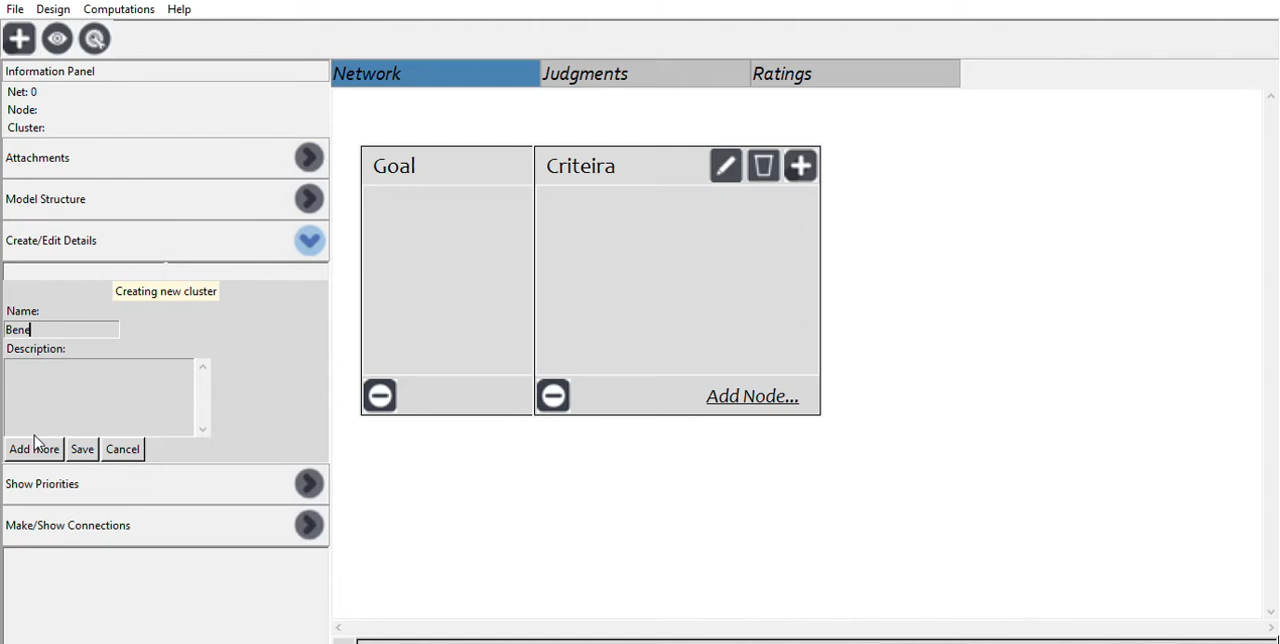 File Design Computations Help
Information Panel
Net: 0
Node:
Cluster:
Attachments
Model Structure
Create/Edit Details
Creating new cluster
Name:
Bene
Description:
Add more Save Cancel
Show Priorities
Make/Show Connections
Network Judgments Ratings
Goal Criteira
Add Node...